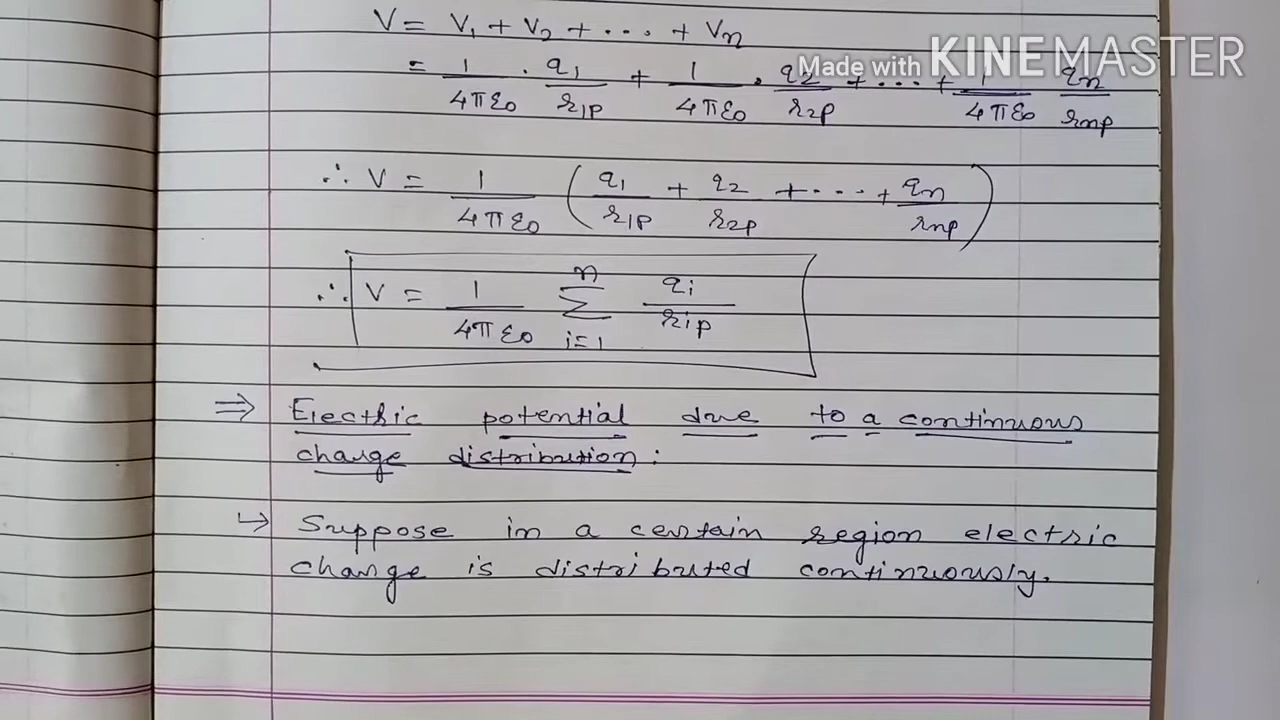 V = V₁ + V₂ + ... + Vₙ
Made with KINEMASTER
= 1/4πε₀ · q₁/r₁ₚ + 1/4πε₀ · q₂/r₂ₚ + ... + 1/4πε₀ qₙ/rₙₚ
∴ V = 1/4πε₀ (q₁/r₁ₚ + q₂/r₂ₚ + ... + qₙ/rₙₚ)
∴ V = 1/4πε₀ Σⁿᵢ₌₁ qᵢ/rᵢₚ
⇒ Electric potential due to a continuous
charge distribution :
↳ Suppose in a certain region electric
charge is distributed continuously.